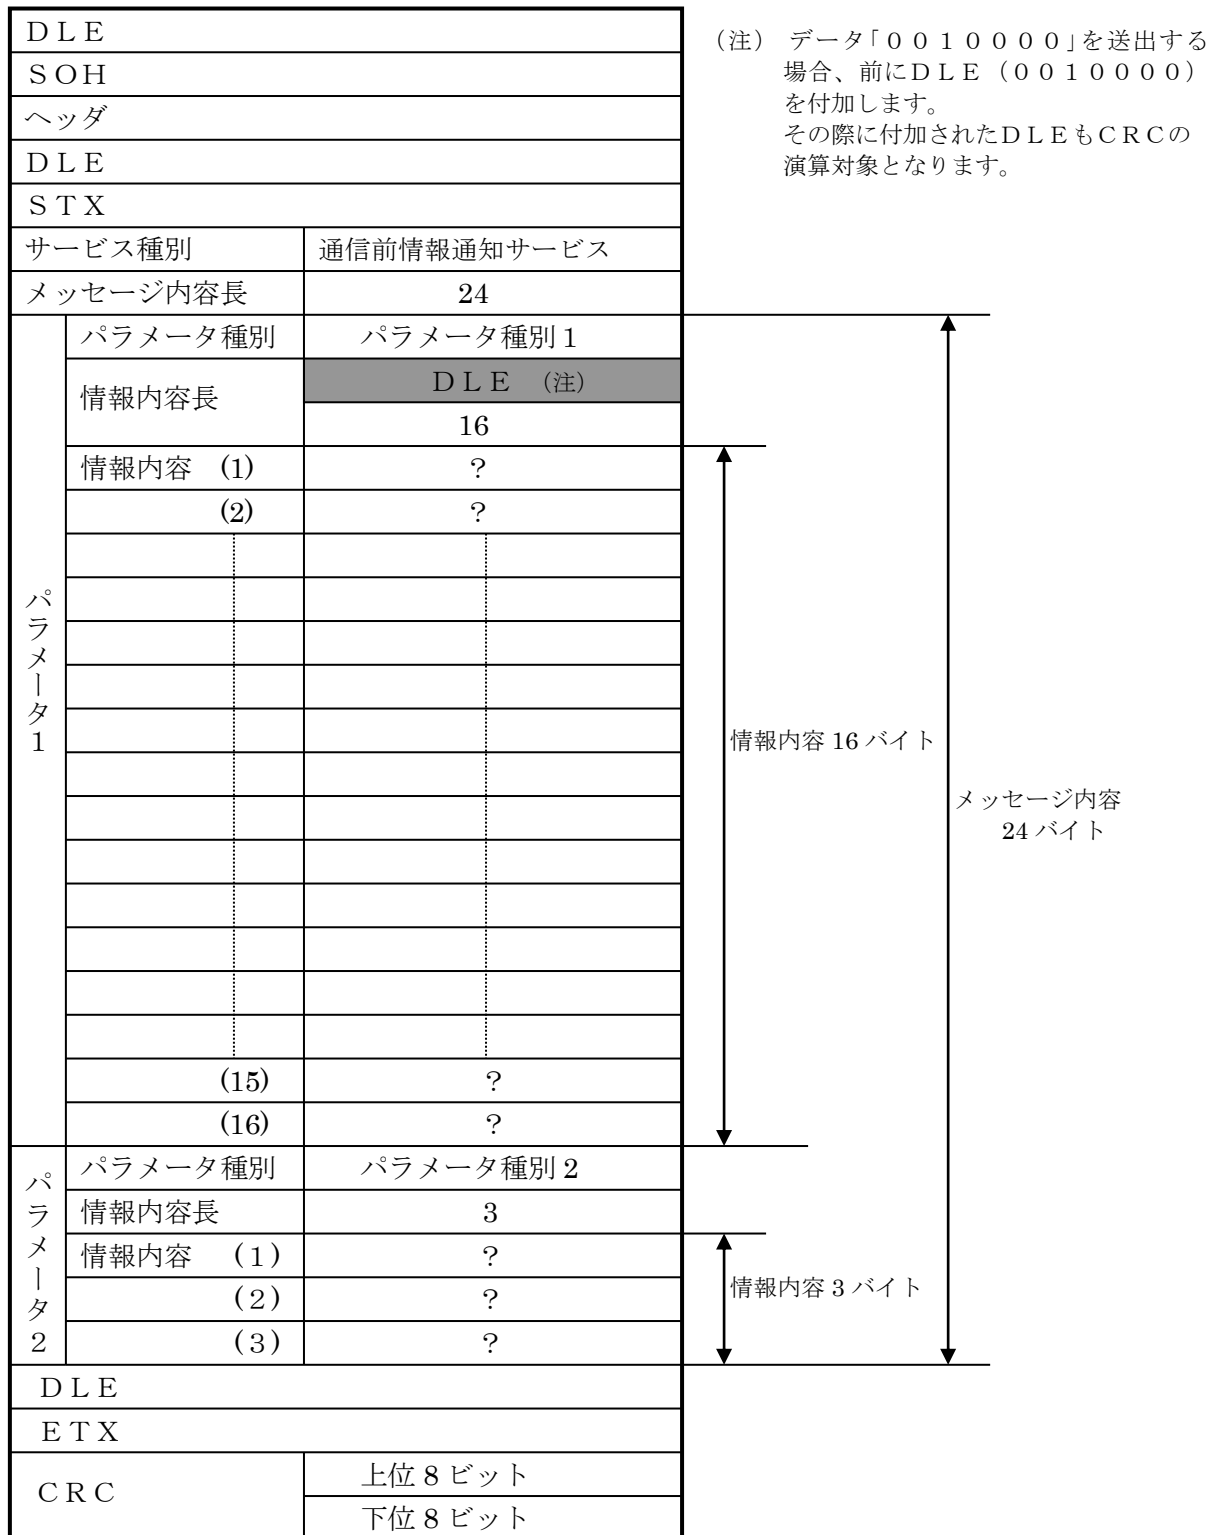 ＤＬＥ
ＳＯＨ
ヘッダ
ＤＬＥ
ＳＴＸ
サービス種別 通信前情報通知サービス
メッセージ内容長 24
（注） データ「００１００００」を送出する
場合、前にＤＬＥ（００１００００）
を付加します。
その際に付加されたＤＬＥもＣＲＣの
演算対象となります。
パラメータ１
パラメータ種別 パラメータ種別１
情報内容長 ＤＬＥ （注）
16
情報内容 (1) ？
(2) ？
(15) ？
(16) ？
情報内容 16 バイト
メッセージ内容
24 バイト
パラメータ２
パラメータ種別 パラメータ種別 2
情報内容長 3
情報内容 (１) ？
(２) ？
(３) ？
情報内容 3 バイト
ＤＬＥ
ＥＴＸ
ＣＲＣ 上位 8 ビット
下位 8 ビット